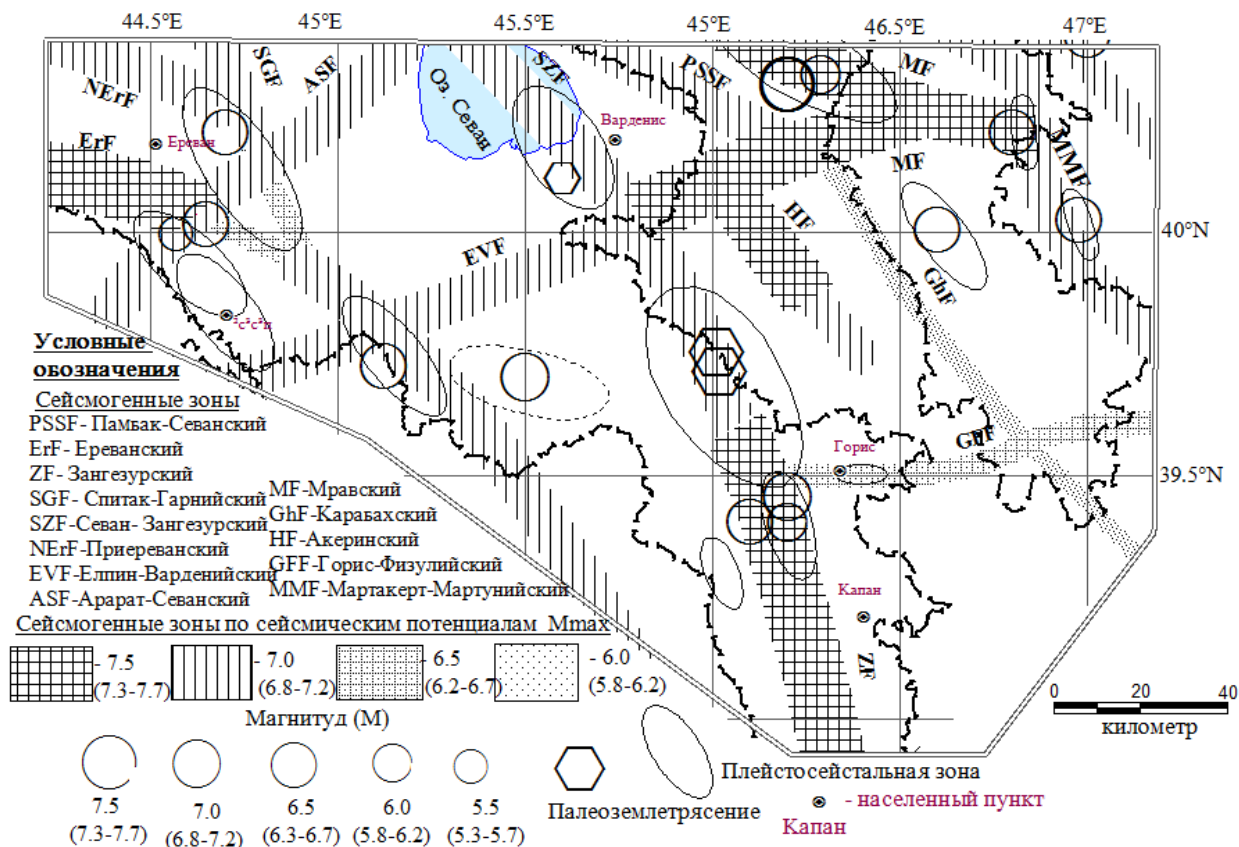 44.5°E 45°E 45.5°E 45°E 46.5°E 47°E
SGF ASF SZF PSSF MF
NErF
ErF
Ереван
Оз. Севан
Варденис
MF
MMF
HF
40°N
EVF
GhF
Условные
обозначения
Сейсмогенные зоны
PSSF- Памбак-Севанский
ErF - Ереванский
ZF- Зангезурский
SGF - Спитак-Гарнийский
SZF-Севан- Зангезурский
NErF-Приереванский
EVF-Елпин-Варденийский
ASF-Арарат-Севанский
MF-Мравский
GhF-Карабахский
HF-Акеринский
GFF-Горис-Физулийский
MMF-Мартакерт-Мартунийский
Горис
39.5°N
Капан
ZF
Сейсмогенные зоны по сейсмическим потенциалам Mmax
- 7.5
(7.3-7.7)
- 7.0
(6.8-7.2)
- 6.5
(6.2-6.7)
- 6.0
(5.8-6.2)
0 20 40
километр
Магнитуд (M)
7.5
(7.3-7.7)
7.0
(6.8-7.2)
6.5
(6.3-6.7)
6.0
(5.8-6.2)
5.5
(5.3-5.7)
Палеоземлетрясение
Плейстосейстальная зона
- населенный пункт
Капан